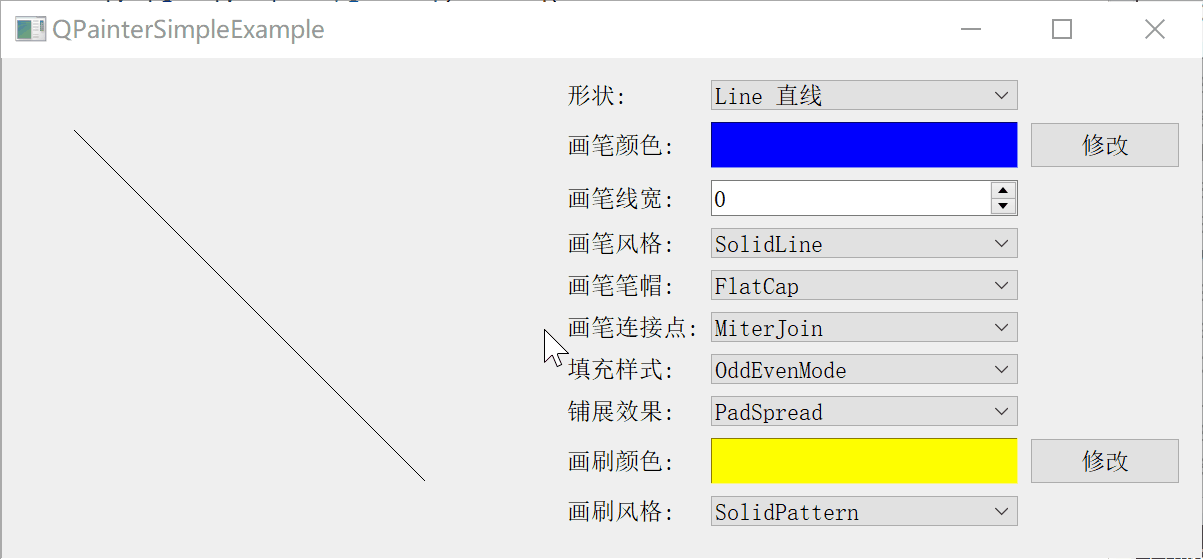 QPainterSimpleExample
形状: Line 直线
画笔颜色: 修改
画笔线宽: 0
画笔风格: SolidLine
画笔笔帽: FlatCap
画笔连接点: MiterJoin
填充样式: OddEvenMode
铺展效果: PadSpread
画刷颜色: 修改
画刷风格: SolidPattern